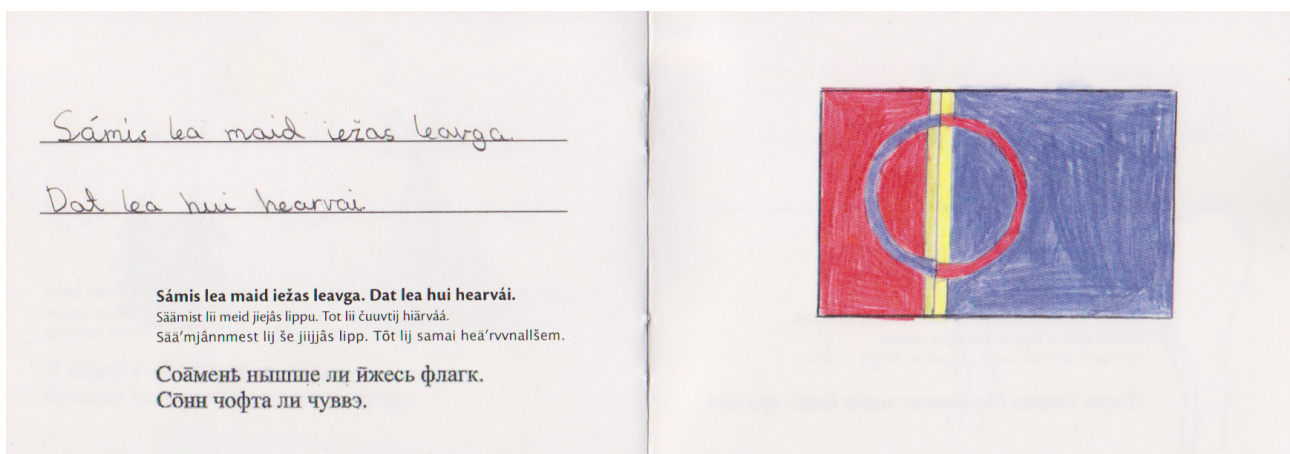 Sámis lea maid iežas leavga.
Dat lea hui hearvai
Sámis lea maid iežas leavga. Dat lea hui hearvái.
Säämist lii meid jiejâs lippu. Tot lii čuuvtij hiärváá.
Sää'mjânnmest lij še jiijjâs lipp. Tõt lij samai heä'rvvnallšem.
Соа̄меньꞌ нышше ли ӣжесь флагк.
Со̄нн чофта ли чуввэ.